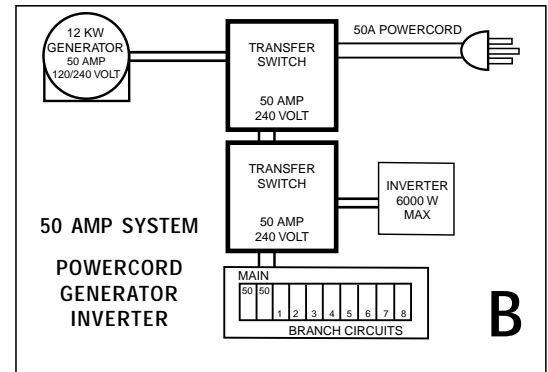 12 KW
GENERATOR
50 AMP
120/240 VOLT
TRANSFER
SWITCH
50 AMP
240 VOLT
50A POWERCORD
TRANSFER
SWITCH
50 AMP
240 VOLT
INVERTER
6000 W
MAX
50 AMP SYSTEM
POWERCORD
GENERATOR
INVERTER
MAIN
50 50
1 2 3 4 5 6 7 8
BRANCH CIRCUITS
B